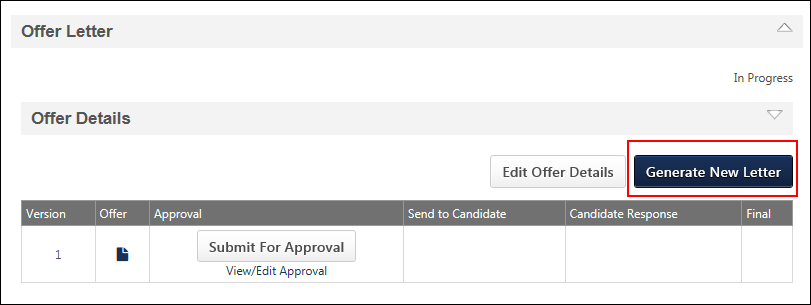 Offer Letter
In Progress
Offer Details
Edit Offer Details Generate New Letter
Version Offer Approval Send to Candidate Candidate Response Final
1 Submit For Approval
View/Edit Approval